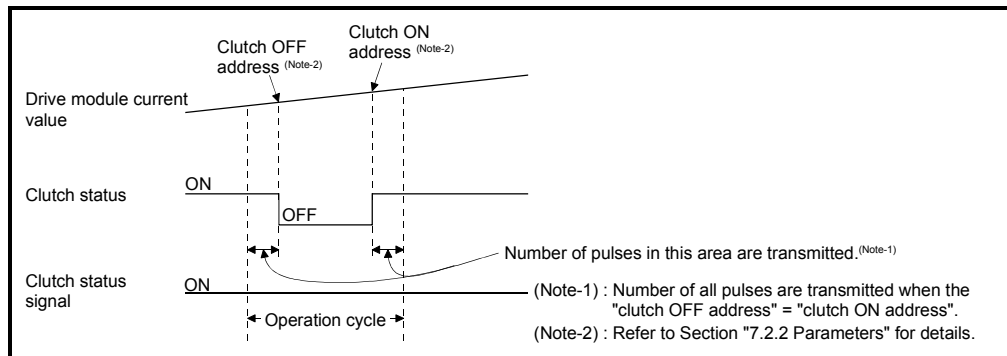 Clutch OFF
address (Note-2)
Clutch ON
address (Note-2)
Drive module current
value
Clutch status
ON
OFF
Number of pulses in this area are transmitted.(Note-1)
Clutch status
signal
ON
Operation cycle
(Note-1) : Number of all pulses are transmitted when the
"clutch OFF address" = "clutch ON address".
(Note-2) : Refer to Section "7.2.2 Parameters" for details.